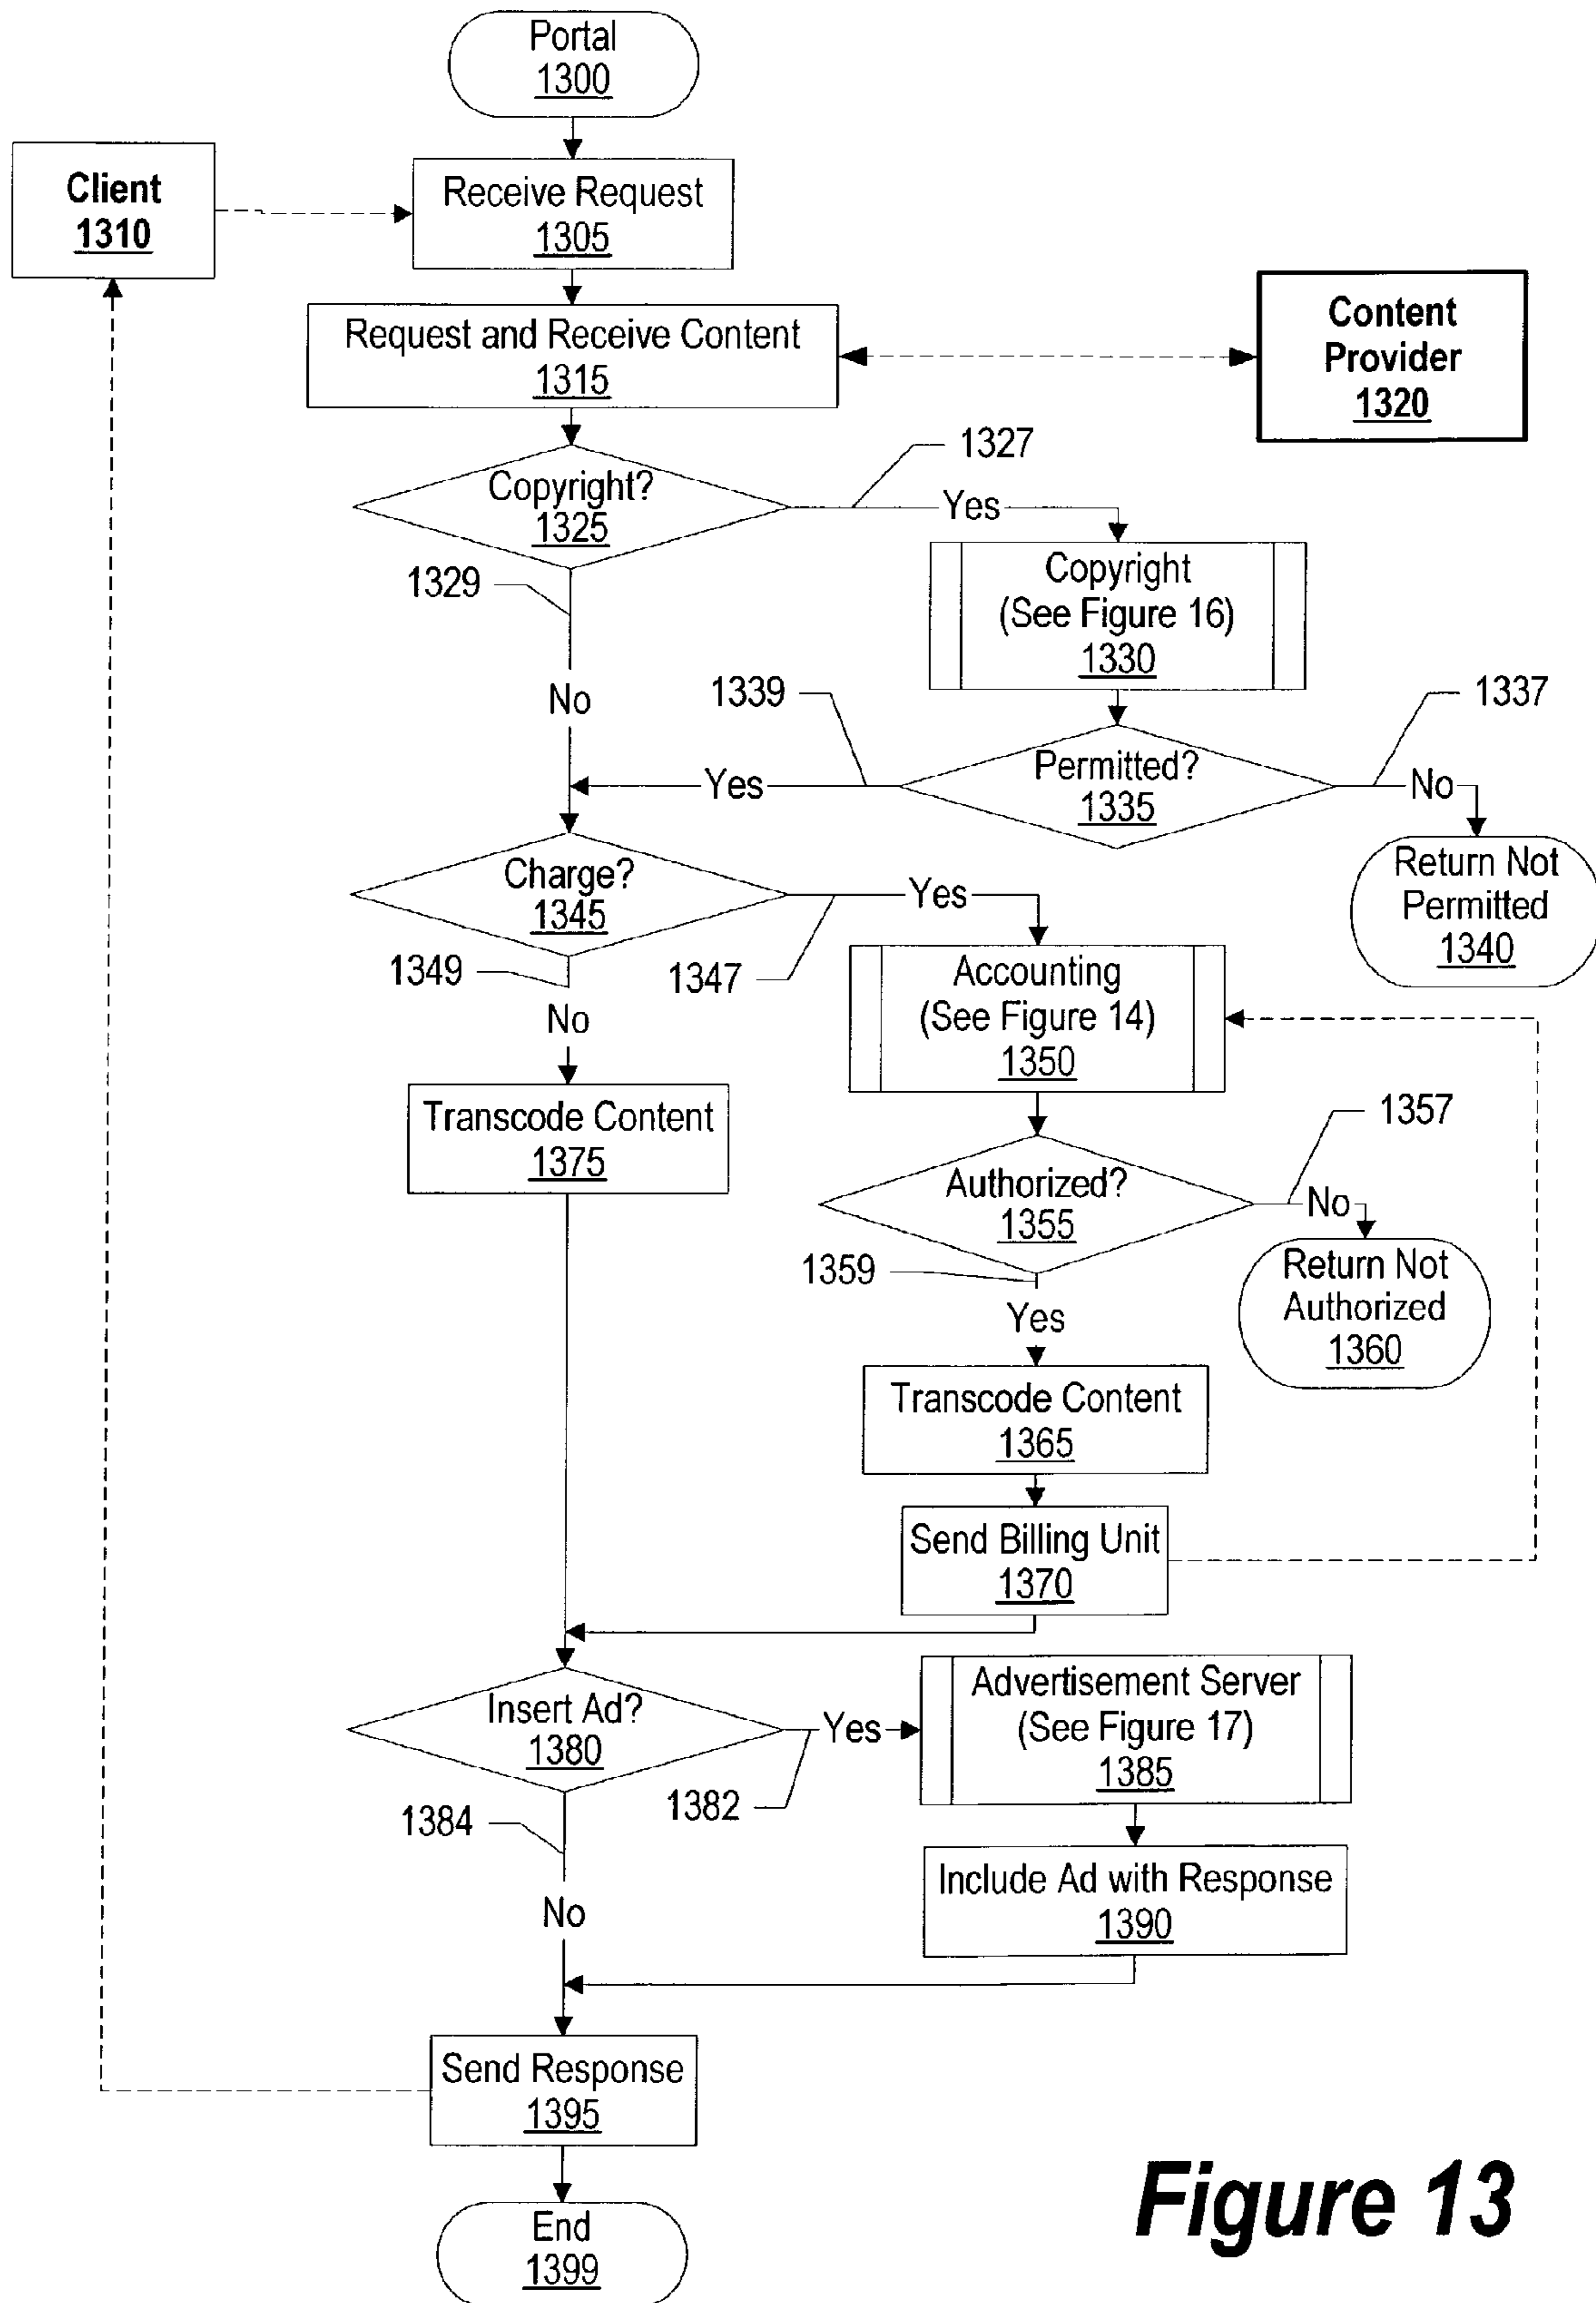 Portal
1300
Client
1310
Receive Request
1305
Request and Receive Content
1315
Content
Provider
1320
1327
Copyright?
1325
Yes
1329
Copyright
(See Figure 16)
1330
No
1339
1337
Permitted?
1335
Yes
No
Return Not
Permitted
1340
Charge?
1345
Yes
1349
1347
Accounting
(See Figure 14)
1350
No
Transcode Content
1375
1357
Authorized?
1355
No
1359
Return Not
Authorized
1360
Yes
Transcode Content
1365
Send Billing Unit
1370
Insert Ad?
1380
Yes
Advertisement Server
(See Figure 17)
1385
1384
1382
Include Ad with Response
1390
No
Send Response
1395
End
1399
Figure 13